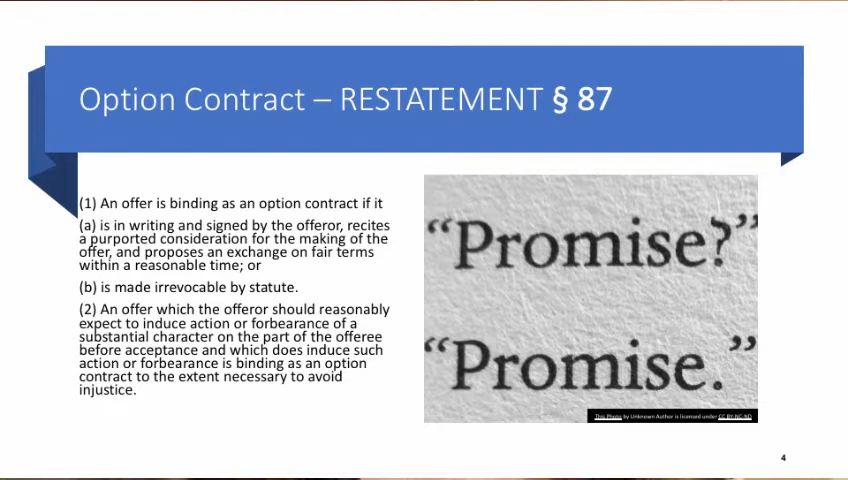 Option Contract – RESTATEMENT § 87
(1) An offer is binding as an option contract if it
(a) is in writing and signed by the offeror, recites
a purported consideration for the making of the
offer, and proposes an exchange on fair terms
within a reasonable time; or
(b) is made irrevocable by statute.
(2) An offer which the offeror should reasonably
expect to induce action or forbearance of a
substantial character on the part of the offeree
before acceptance and which does induce such
action or forbearance is binding as an option
contract to the extent necessary to avoid
injustice.
“Promise?”
“Promise.”
This Photo by Unknown Author is licensed under CC BY-NC-ND
4